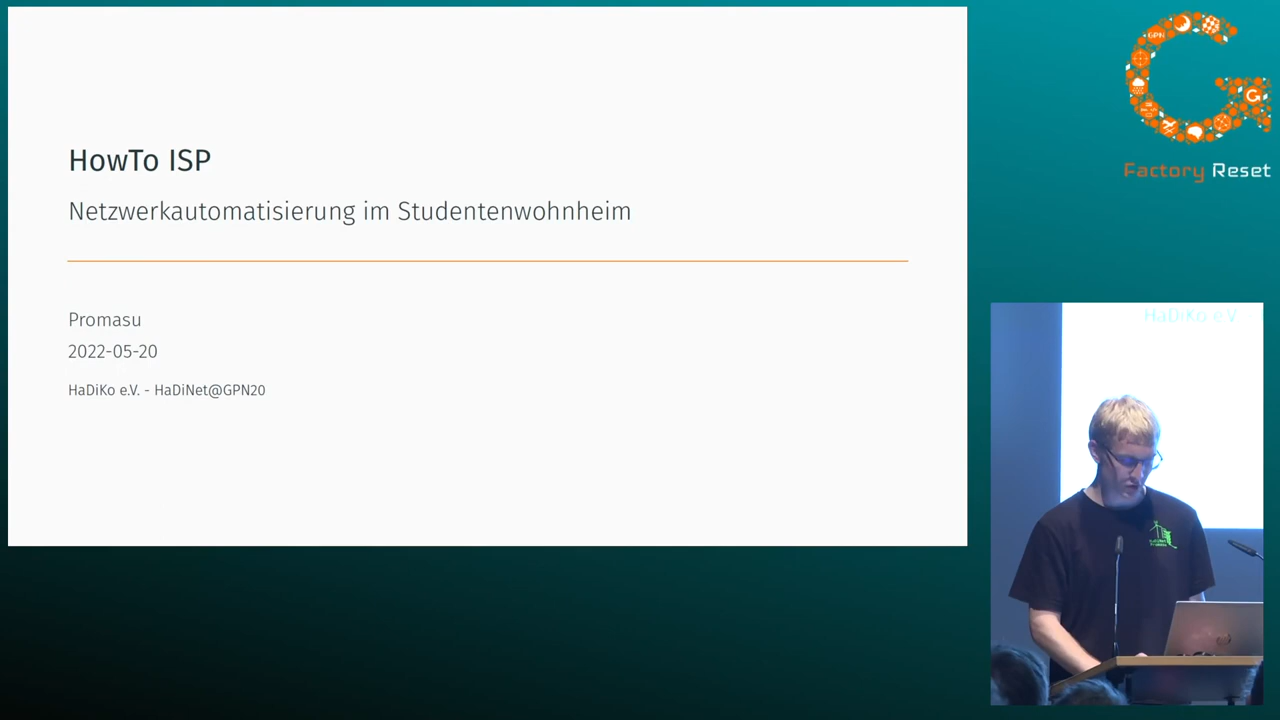 HowTo ISP
Netzwerkautomatisierung im Studentenwohnheim
Promasu
2022-05-20
HaDiKo e.V. - HaDiNet@GPN20
GPN
Factory Reset
HaDiKo e.V. -